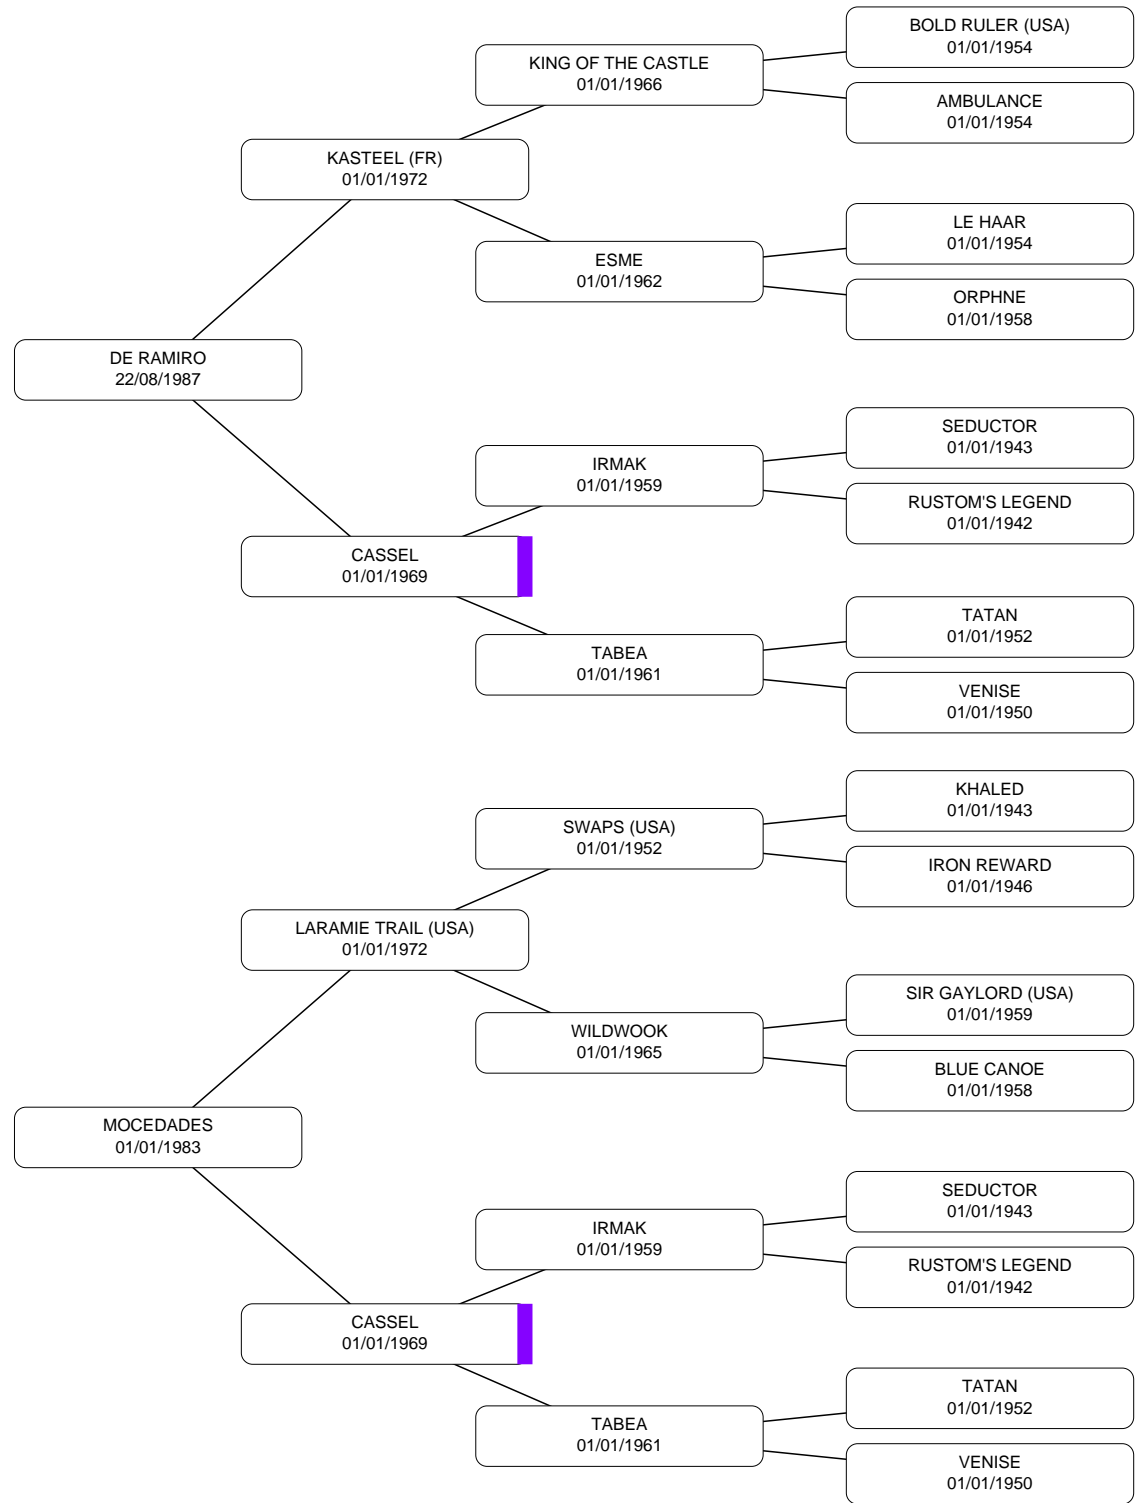 BOLD RULER (USA)
01/01/1954
KING OF THE CASTLE
01/01/1966
AMBULANCE
01/01/1954
KASTEEL (FR)
01/01/1972
LE HAAR
01/01/1954
ESME
01/01/1962
ORPHNE
01/01/1958
DE RAMIRO
22/08/1987
SEDUCTOR
01/01/1943
IRMAK
01/01/1959
RUSTOM'S LEGEND
01/01/1942
CASSEL
01/01/1969
TATAN
01/01/1952
TABEA
01/01/1961
VENISE
01/01/1950
KHALED
01/01/1943
SWAPS (USA)
01/01/1952
IRON REWARD
01/01/1946
LARAMIE TRAIL (USA)
01/01/1972
SIR GAYLORD (USA)
01/01/1959
WILDWOOK
01/01/1965
BLUE CANOE
01/01/1958
MOCEDADES
01/01/1983
SEDUCTOR
01/01/1943
IRMAK
01/01/1959
RUSTOM'S LEGEND
01/01/1942
CASSEL
01/01/1969
TATAN
01/01/1952
TABEA
01/01/1961
VENISE
01/01/1950